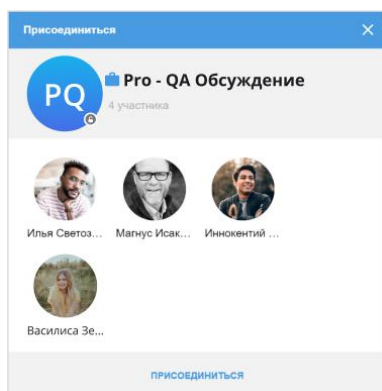 Присоединиться
PQ
Pro - QA Обсуждение
4 участника
Илья Светоз... Магнус Исак... Иннокентий ...
Василиса Зе...
ПРИСОЕДИНИТЬСЯ